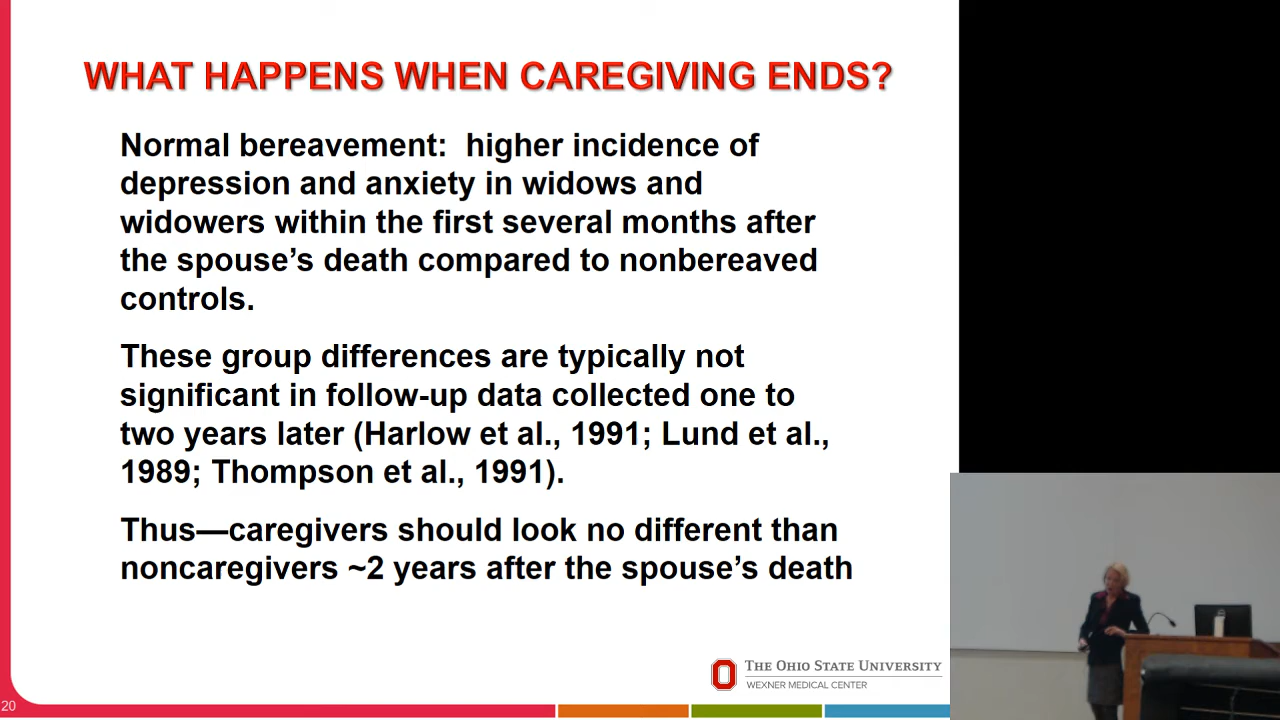 WHAT HAPPENS WHEN CAREGIVING ENDS?
Normal bereavement:  higher incidence of
depression and anxiety in widows and
widowers within the first several months after
the spouse’s death compared to nonbereaved
controls.
These group differences are typically not
significant in follow-up data collected one to
two years later (Harlow et al., 1991; Lund et al.,
1989; Thompson et al., 1991).
Thus—caregivers should look no different than
noncaregivers ~2 years after the spouse’s death
THE OHIO STATE UNIVERSITY
WEXNER MEDICAL CENTER
20